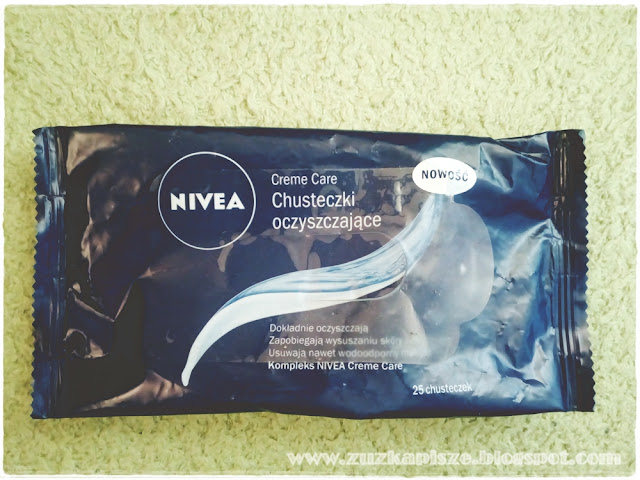 NIVEA
Creme Care
Chusteczki
oczyszczające
NOWOŚĆ
Dokładnie oczyszczają
Zapobiegają wysuszaniu skóry
Usuwają nawet wodoodporny
Kompleks NIVEA Creme Care
25 chusteczek
www.zuzkapisze.blogspot.com